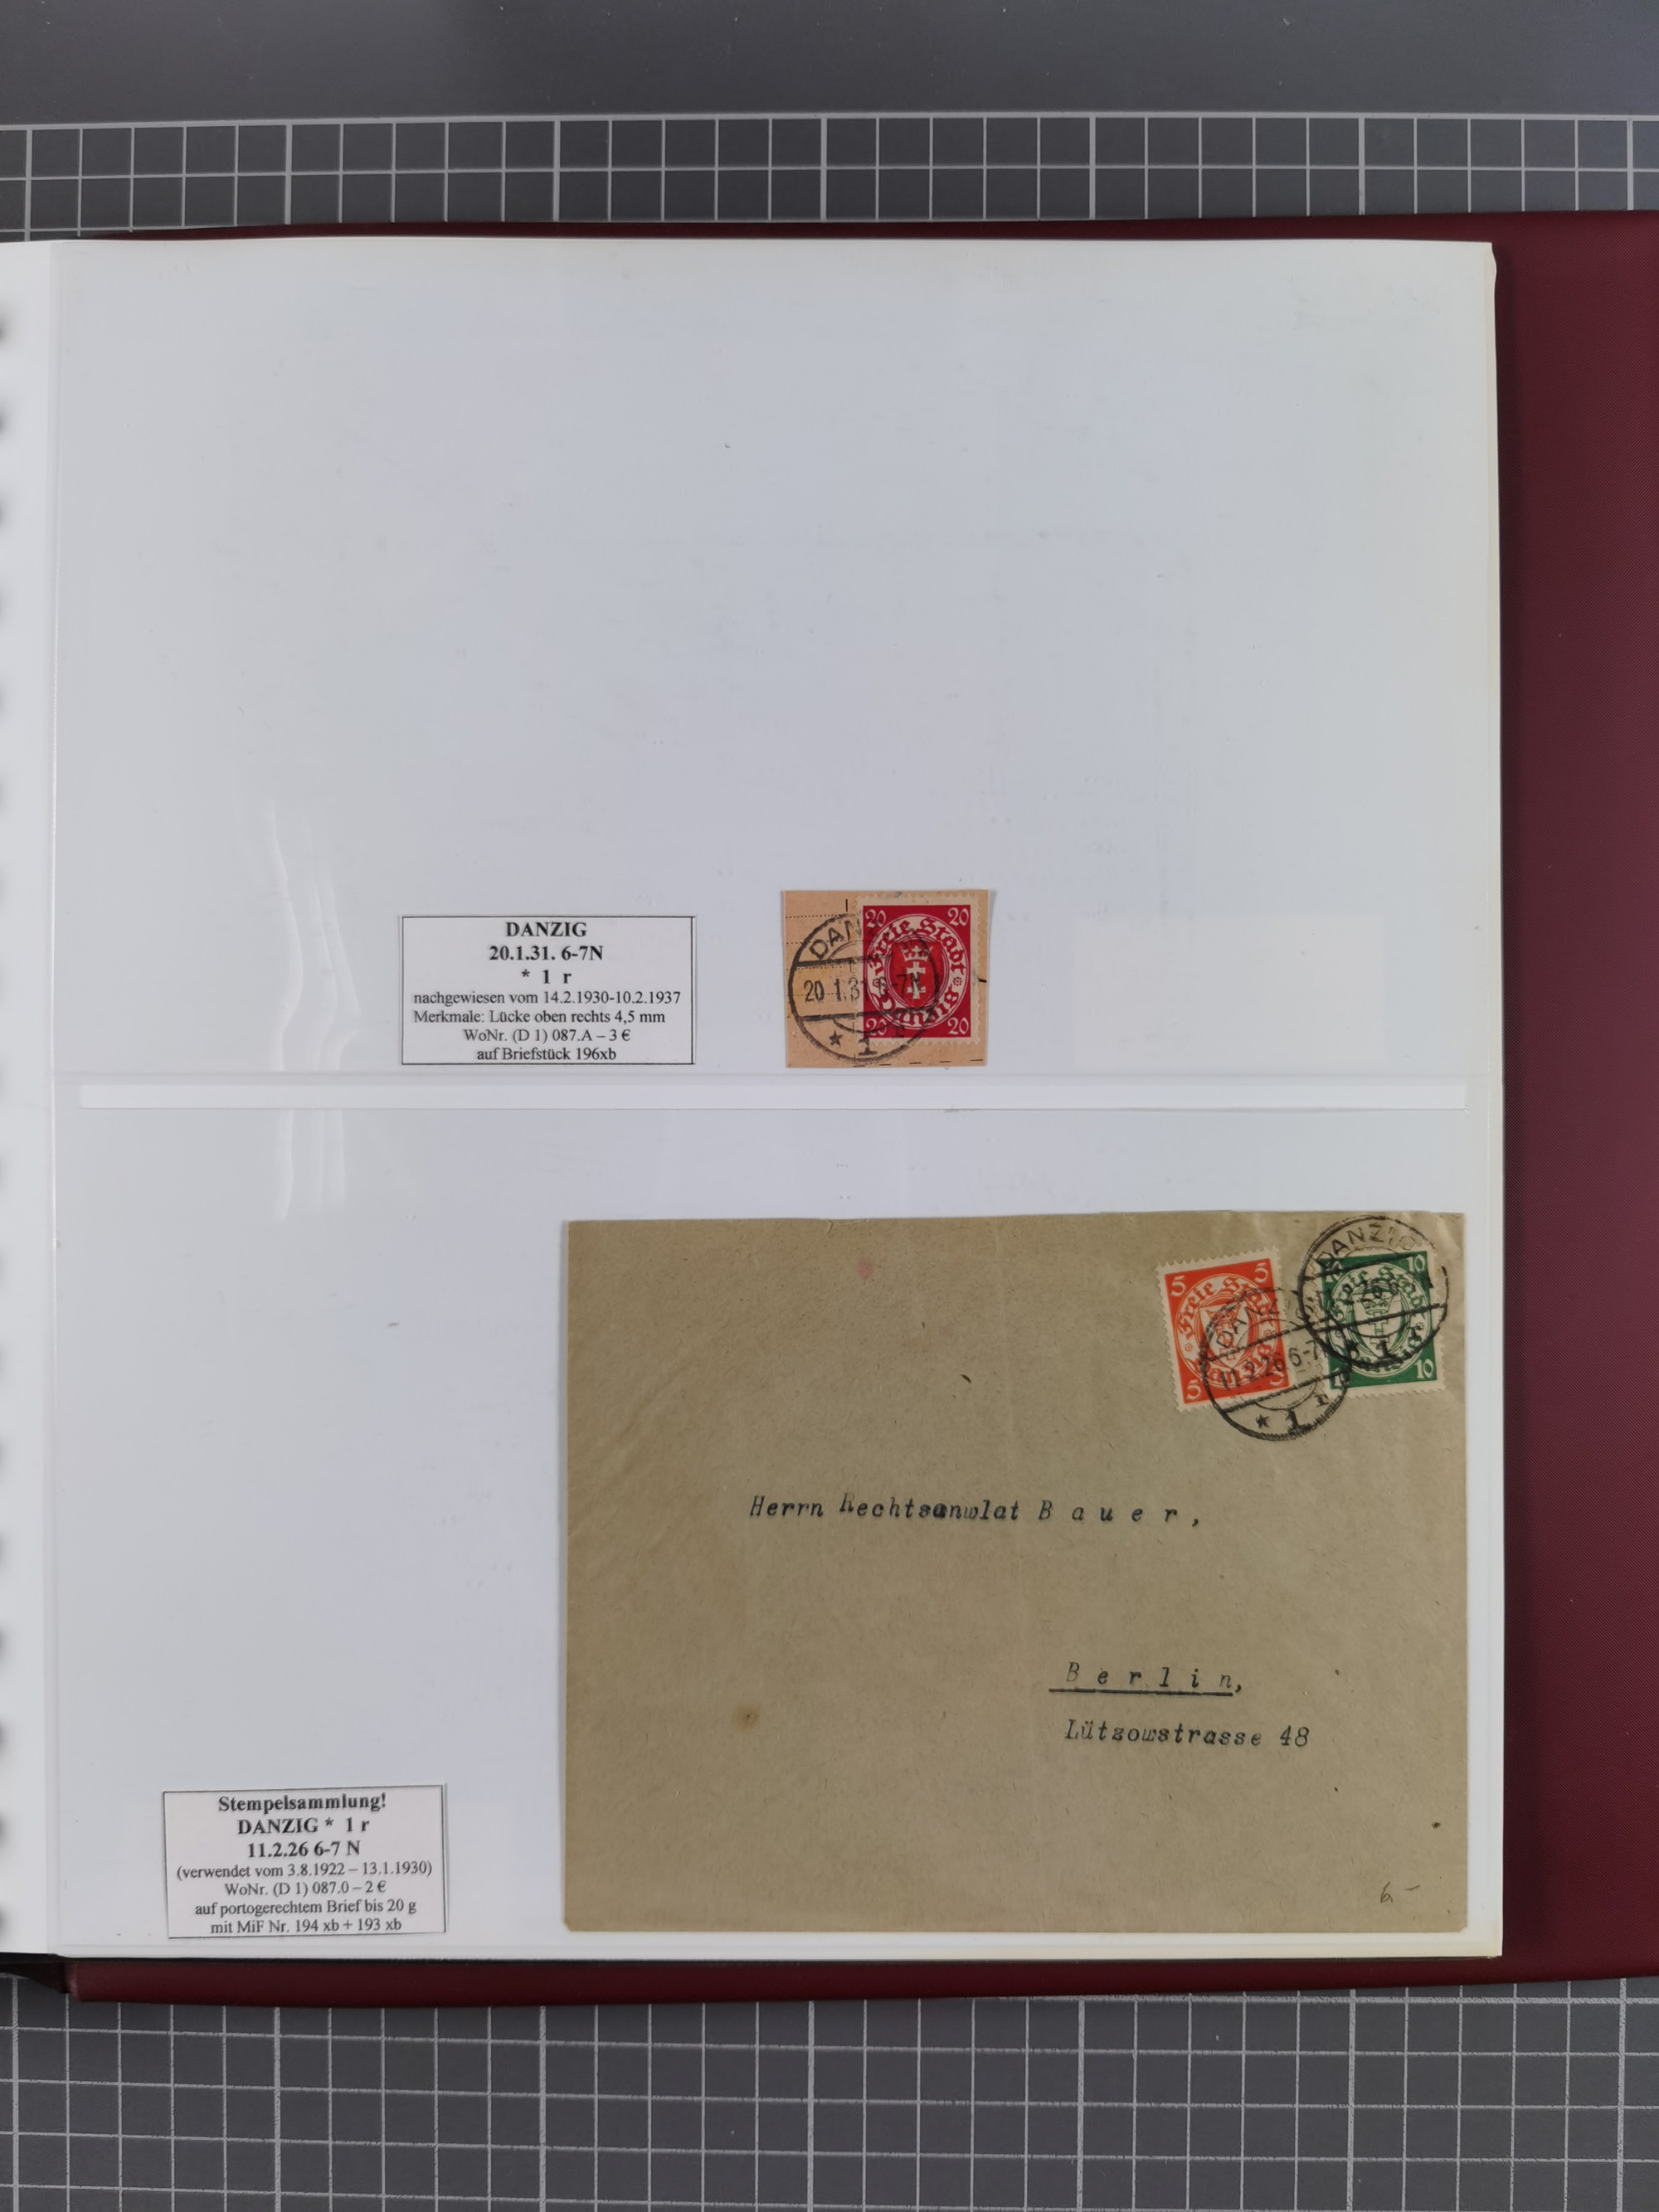 DANZIG
20.1.31. 6-7N
* 1 r
nachgewiesen vom 14.2.1930-10.2.1937
Merkmale: Lücke oben rechts 4,5 mm
WoNr. (D 1) 087.A – 3 €
auf Briefstück 196xb
20 20
Freie Stadt
Danzig
20 20
DAN
20.1.31.6-7N
* 1
5 5
Freie
5
DANZIG
10
10
DAN
11.2.26 6-7
* 1 r
1
Herrn Rechtsanwlat B a u e r ,
B e r l i n,
Lützowstrasse 48
6.–
Stempelsammlung!
DANZIG * 1 r
11.2.26 6-7 N
(verwendet vom 3.8.1922 – 13.1.1930)
WoNr. (D 1) 087.0 – 2 €
auf portogerechtem Brief bis 20 g
mit MiF Nr. 194 xb + 193 xb